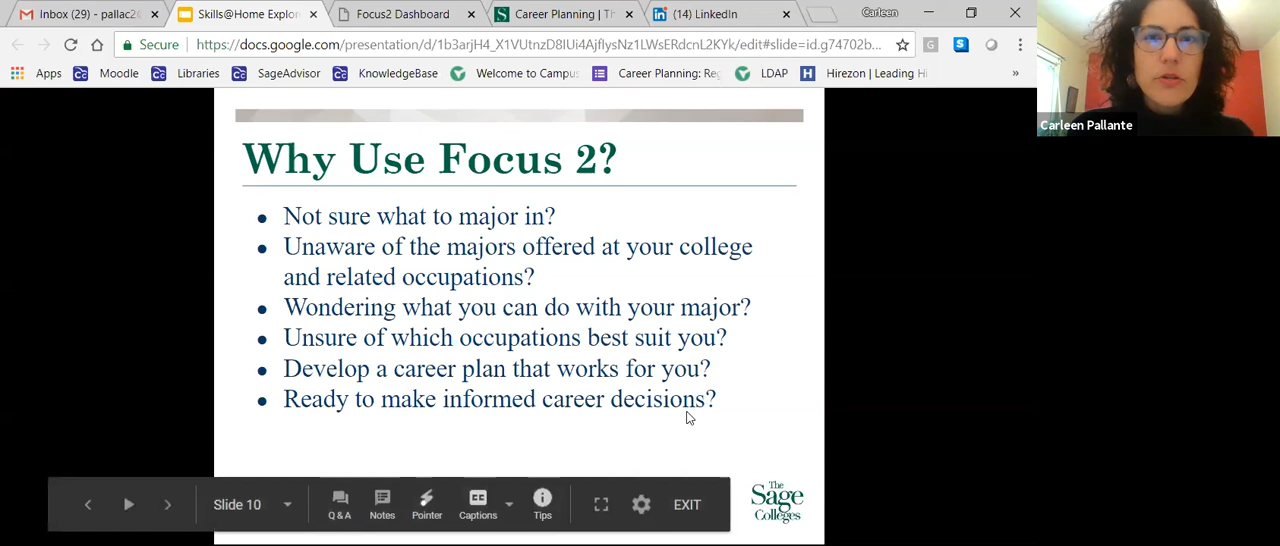 Inbox (29) - pallac2@
Skills@Home Explor
Focus2 Dashboard
Career Planning | Th
(14) LinkedIn
Carleen
Secure
https://docs.google.com/presentation/d/1b3arjH4_X1VUtnzD8IUi4AjfIysNz1LWsERdcnL2KYk/edit#slide=id.g74702b...
Apps
Moodle
Libraries
SageAdvisor
KnowledgeBase
Welcome to Campus
Career Planning: Reg
LDAP
Hirezon | Leading Hi
»
Carleen Pallante
Why Use Focus 2?
● Not sure what to major in?
● Unaware of the majors offered at your college
and related occupations?
● Wondering what you can do with your major?
● Unsure of which occupations best suit you?
● Develop a career plan that works for you?
● Ready to make informed career decisions?
Slide 10
Q & A
Notes
Pointer
CC
Captions
Tips
EXIT
The
Sage
Colleges